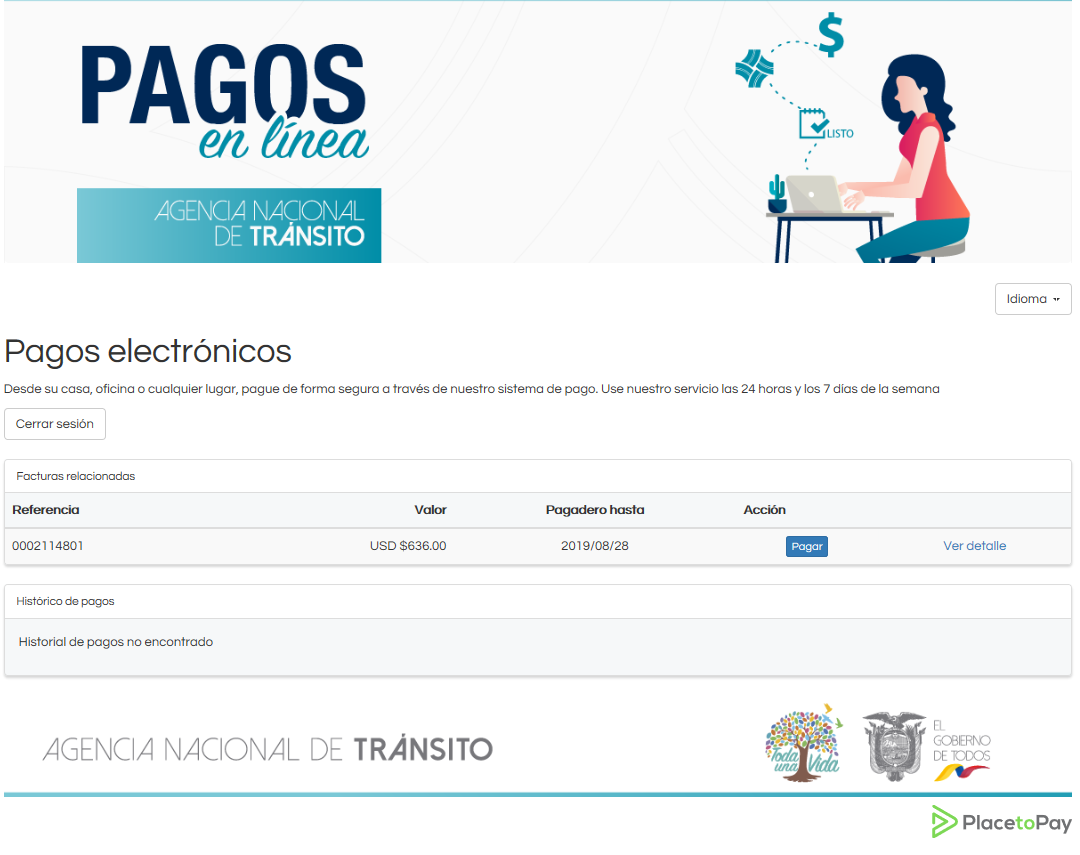 PAGOS
en línea
AGENCIA NACIONAL
DE TRÁNSITO
$
LISTO
Idioma
Pagos electrónicos
Desde su casa, oficina o cualquier lugar, pague de forma segura a través de nuestro sistema de pago. Use nuestro servicio las 24 horas y los 7 días de la semana
Cerrar sesión
Facturas relacionadas
Referencia Valor Pagadero hasta Acción
0002114801 USD $636.00 2019/08/28 Pagar Ver detalle
Histórico de pagos
Historial de pagos no encontrado
AGENCIA NACIONAL DE TRÁNSITO
Toda
una Vida
EL
GOBIERNO
DE TODOS
PlacetoPay